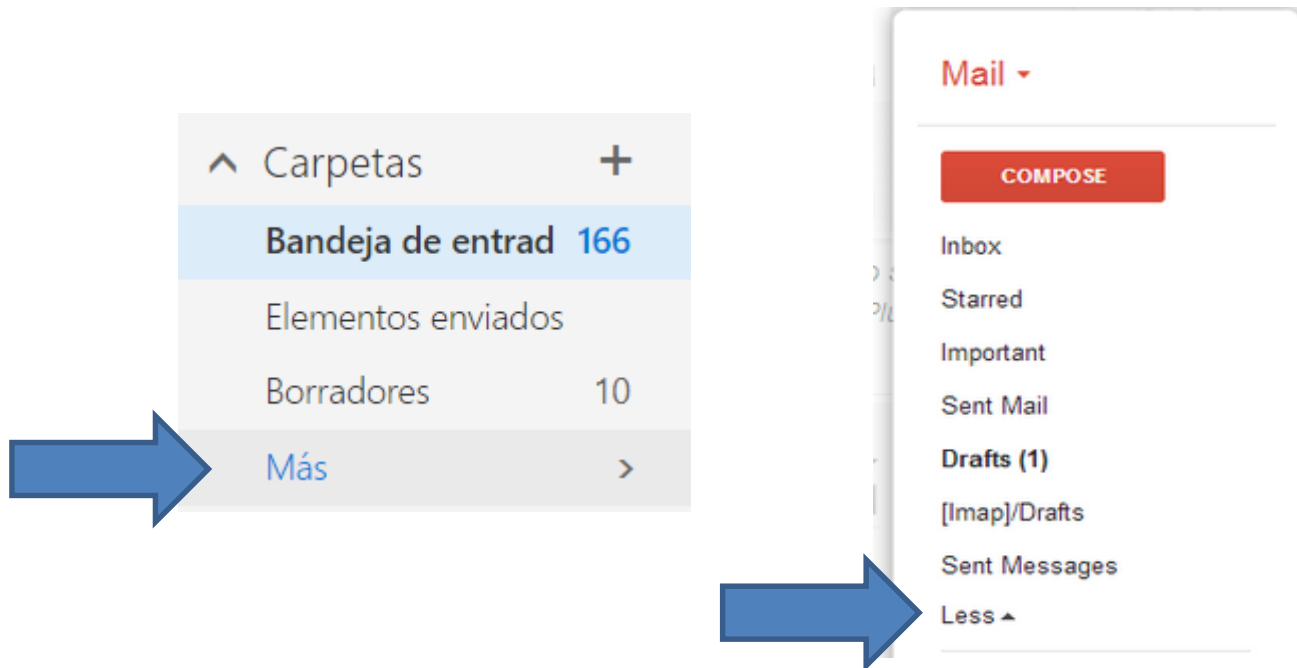 Carpetas +
Bandeja de entrad 166
Elementos enviados
Borradores 10
Más >
Mail
COMPOSE
Inbox
Starred
Important
Sent Mail
Drafts (1)
[Imap]/Drafts
Sent Messages
Less